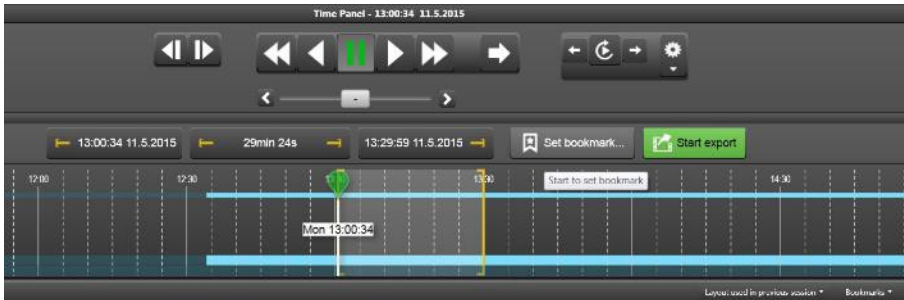 Time Panel - 13:00:34 11.5.2015
-
13:00:34 11.5.2015 29min 24s 13:29:59 11.5.2015 Set bookmark... Start export
12:00 12:30 13:30 Start to set bookmark 14:30
Mon 13:00:34
Layout used in previous session Bookmarks